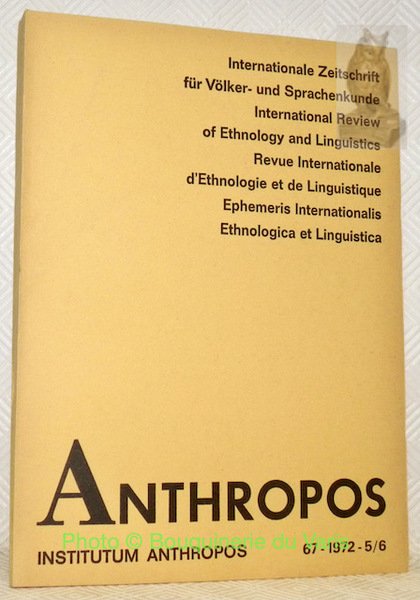 Internationale Zeitschrift
für Völker- und Sprachenkunde
International Review
of Ethnology and Linguistics
Revue Internationale
d'Ethnologie et de Linguistique
Ephemeris Internationalis
Ethnologica et Linguistica
ANTHROPOS
INSTITUTUM ANTHROPOS 67-1972-5/6
Photo © Bouquinerie du Varis